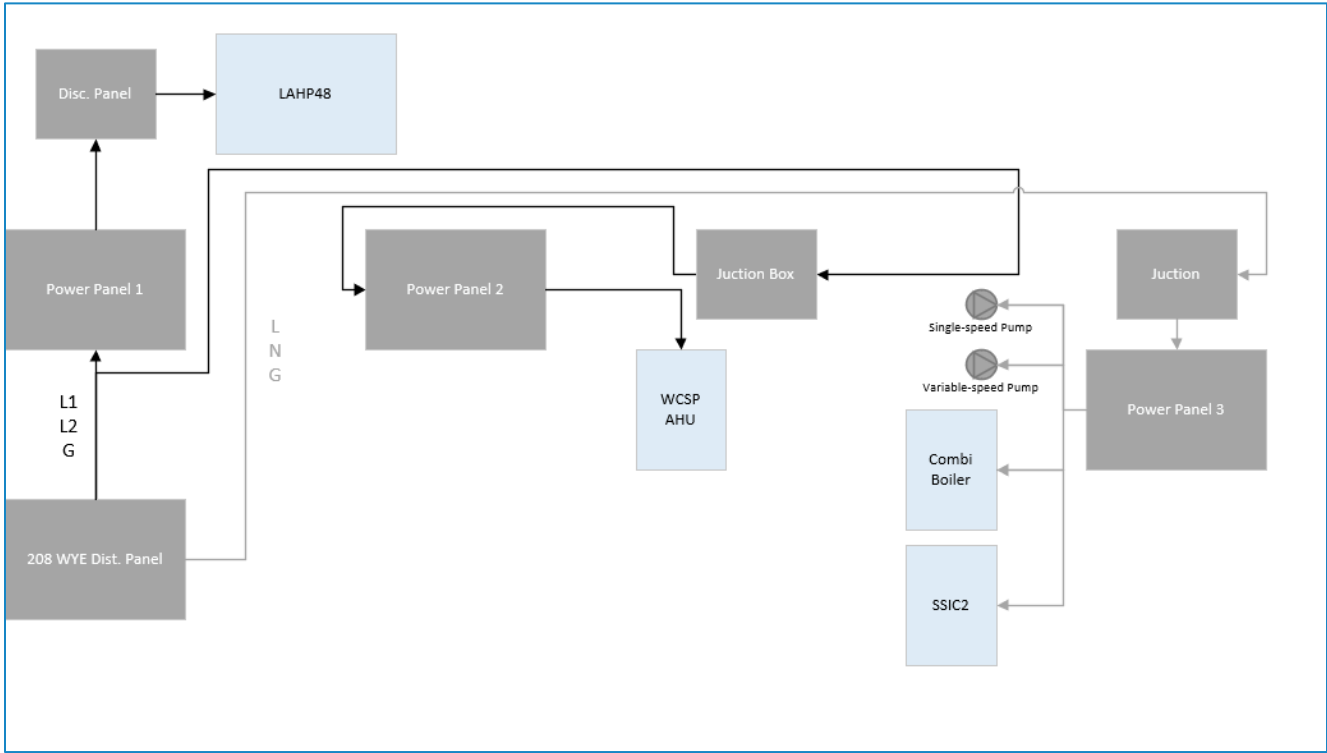 Disc. Panel
LAHP48
Power Panel 1
Power Panel 2
Juction Box
Juction
Single-speed Pump
Variable-speed Pump
L
N
G
L1
L2
G
WCSP
AHU
Power Panel 3
Combi
Boiler
208 WYE Dist. Panel
SSIC2